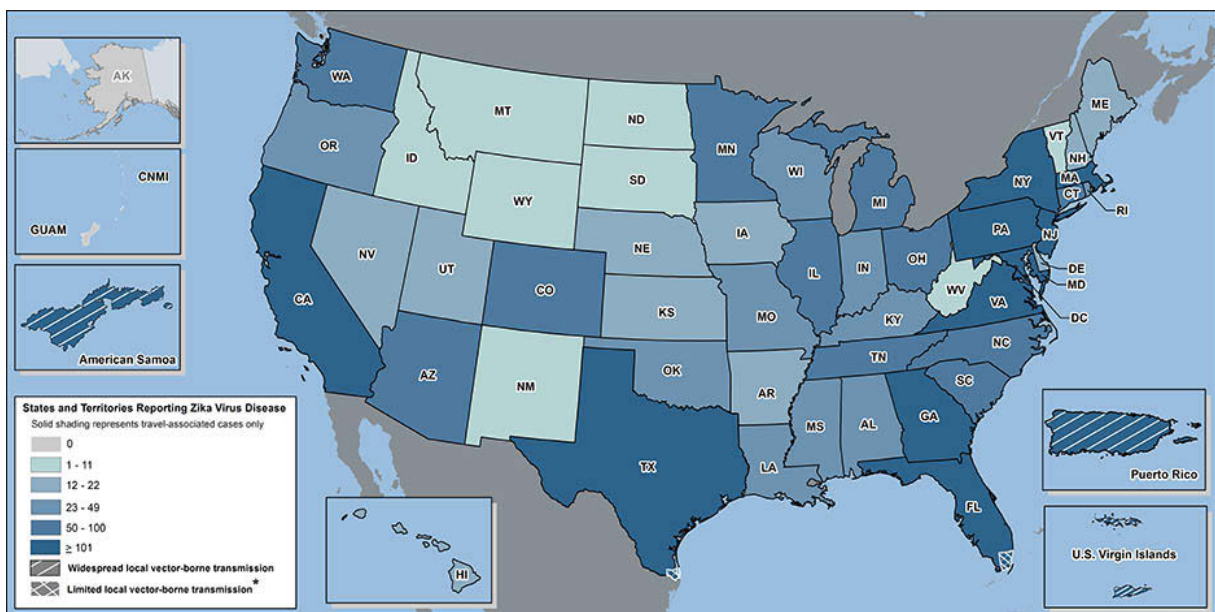 AK
CNMI
GUAM
American Samoa
States and Territories Reporting Zika Virus Disease
Solid shading represents travel-associated cases only
0
1 - 11
12 - 22
23 - 49
50 - 100
≥ 101
Widespread local vector-borne transmission
Limited local vector-borne transmission*
WA
OR
CA
ID
NV
MT
WY
UT
AZ
CO
NM
ND
SD
NE
KS
OK
TX
MN
IA
MO
AR
LA
WI
IL
MS
MI
IN
KY
TN
AL
OH
GA
FL
WV
VA
NC
SC
PA
NY
VT
NH
ME
MA
CT
RI
NJ
DE
MD
DC
HI
Puerto Rico
U.S. Virgin Islands